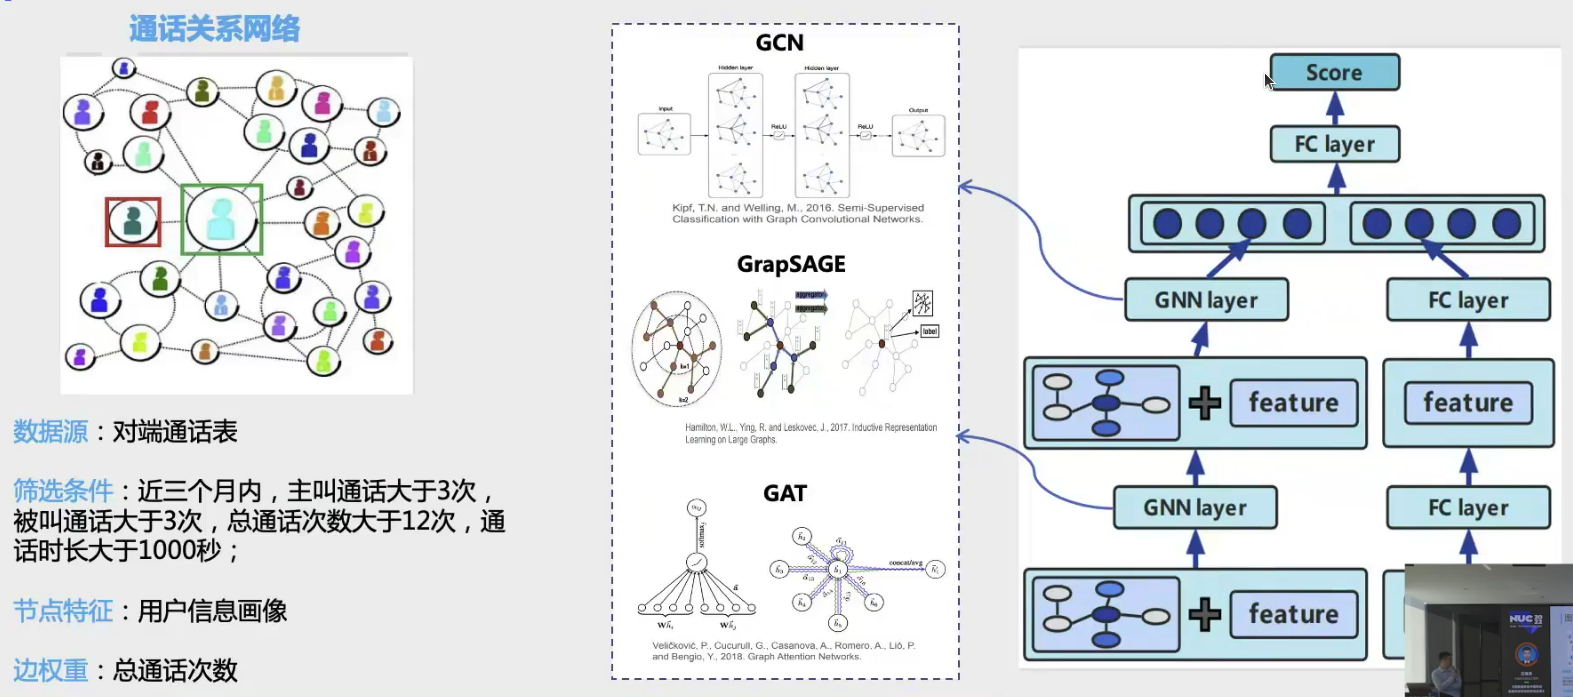 通话关系网络
数据源：对端通话表
筛选条件：近三个月内，主叫通话大于3次，
被叫通话大于3次，总通话次数大于12次，通
话时长大于1000秒；
节点特征：用户信息画像
边权重：总通话次数
GCN
Hidden layer
Hidden layer
Input
Output
ReLU
ReLU
Kipf, T.N. and Welling, M., 2016. Semi-Supervised
Classification with Graph Convolutional Networks.
GrapSAGE
aggregator
aggregator
label
k=1
k=2
Hamilton, W.L., Ying, R. and Leskovec, J., 2017. Inductive Representation
Learning on Large Graphs.
GAT
concat/avg
Veličković, P., Cucurull, G., Casanova, A., Romero, A., Liò, P.
and Bengio, Y., 2018. Graph Attention Networks.
Score
FC layer
GNN layer
FC layer
feature
feature
GNN layer
FC layer
feature
NUC